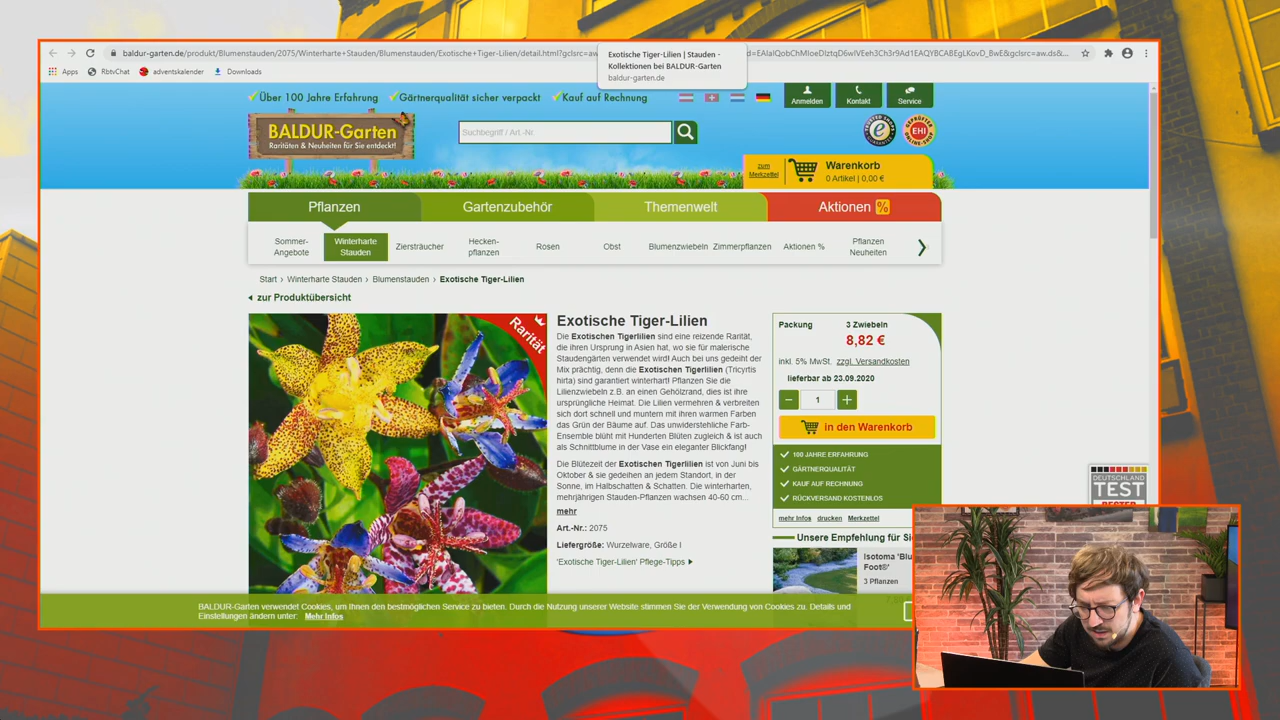 baldur-garten.de/produkt/Blumenstauden/2075/Winterharte+Stauden/Blumenstauden/Exotische+Tiger-Lilien/detail.html?gclsrc=aw
Exotische Tiger-Lilien | Stauden -
Kollektionen bei BALDUR-Garten
baldur-garten.de
Apps
RbtvChat
adventskalender
Downloads
Über 100 Jahre Erfahrung
Gärtnerqualität sicher verpackt
Kauf auf Rechnung
Anmelden
Kontakt
Service
BALDUR-Garten
Raritäten & Neuheiten für Sie entdeckt!
Suchbegriff / Art.-Nr.
EHI
zum
Merkzettel
Warenkorb
0 Artikel | 0,00 €
Pflanzen
Gartenzubehör
Themenwelt
Aktionen %
Sommer-
Angebote
Winterharte
Stauden
Ziersträucher
Hecken-
pflanzen
Rosen
Obst
Blumenzwiebeln
Zimmerpflanzen
Aktionen %
Pflanzen
Neuheiten
Start › Winterharte Stauden › Blumenstauden › Exotische Tiger-Lilien
zur Produktübersicht
Rarität
Exotische Tiger-Lilien
Die Exotischen Tigerlilien sind eine reizende Rarität,
die ihren Ursprung in Asien hat, wo sie für malerische
Staudengärten verwendet wird! Auch bei uns gedeiht der
Mix prächtig, denn die Exotischen Tigerlilien (Tricyrtis
hirta) sind garantiert winterhart! Pflanzen Sie die
Lilienzwiebeln z.B. an einen Gehölzrand, dies ist ihre
ursprüngliche Heimat. Die Lilien vermehren & verbreiten
sich dort schnell und muntern mit ihren warmen Farben
das Grün der Bäume auf. Das unwiderstehliche Farb-
Ensemble blüht mit Hunderten Blüten zugleich & ist auch
als Schnittblume in der Vase ein eleganter Blickfang!
Die Blütezeit der Exotischen Tigerlilien ist von Juni bis
Oktober & sie gedeihen an jedem Standort, in der
Sonne, im Halbschatten & Schatten. Die winterharten,
mehrjährigen Stauden-Pflanzen wachsen 40-60 cm...
mehr
Art.-Nr.: 2075
Liefergröße: Wurzelware, Größe I
'Exotische Tiger-Lilien' Pflege-Tipps
Packung
3 Zwiebeln
8,82 €
inkl. 5% MwSt. zzgl. Versandkosten
lieferbar ab 23.09.2020
− 1 +
in den Warenkorb
100 JAHRE ERFAHRUNG
GÄRTNERQUALITÄT
KAUF AUF RECHNUNG
RÜCKVERSAND KOSTENLOS
mehr Infos
drucken
Merkzettel
Unsere Empfehlung für Si
Isotoma 'Blu
Foot®'
3 Pflanzen
DEUTSCHLAND
TEST
BALDUR-Garten verwendet Cookies, um Ihnen den bestmöglichen Service zu bieten. Durch die Nutzung unserer Website stimmen Sie der Verwendung von Cookies zu. Details und
Einstellungen ändern unter: Mehr Infos